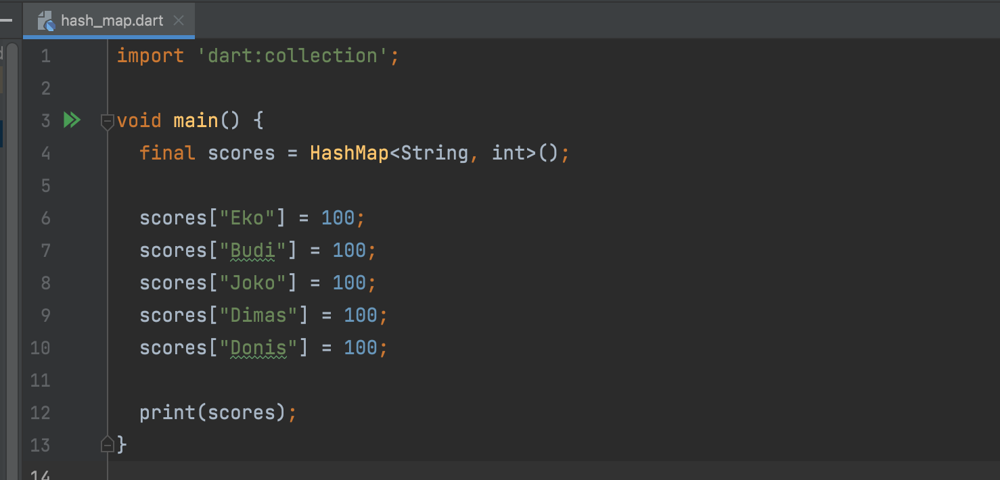 hash_map.dart
1 import 'dart:collection';
2
3 void main() {
4 final scores = HashMap<String, int>();
5
6 scores["Eko"] = 100;
7 scores["Budi"] = 100;
8 scores["Joko"] = 100;
9 scores["Dimas"] = 100;
10 scores["Donis"] = 100;
11
12 print(scores);
13 }
14